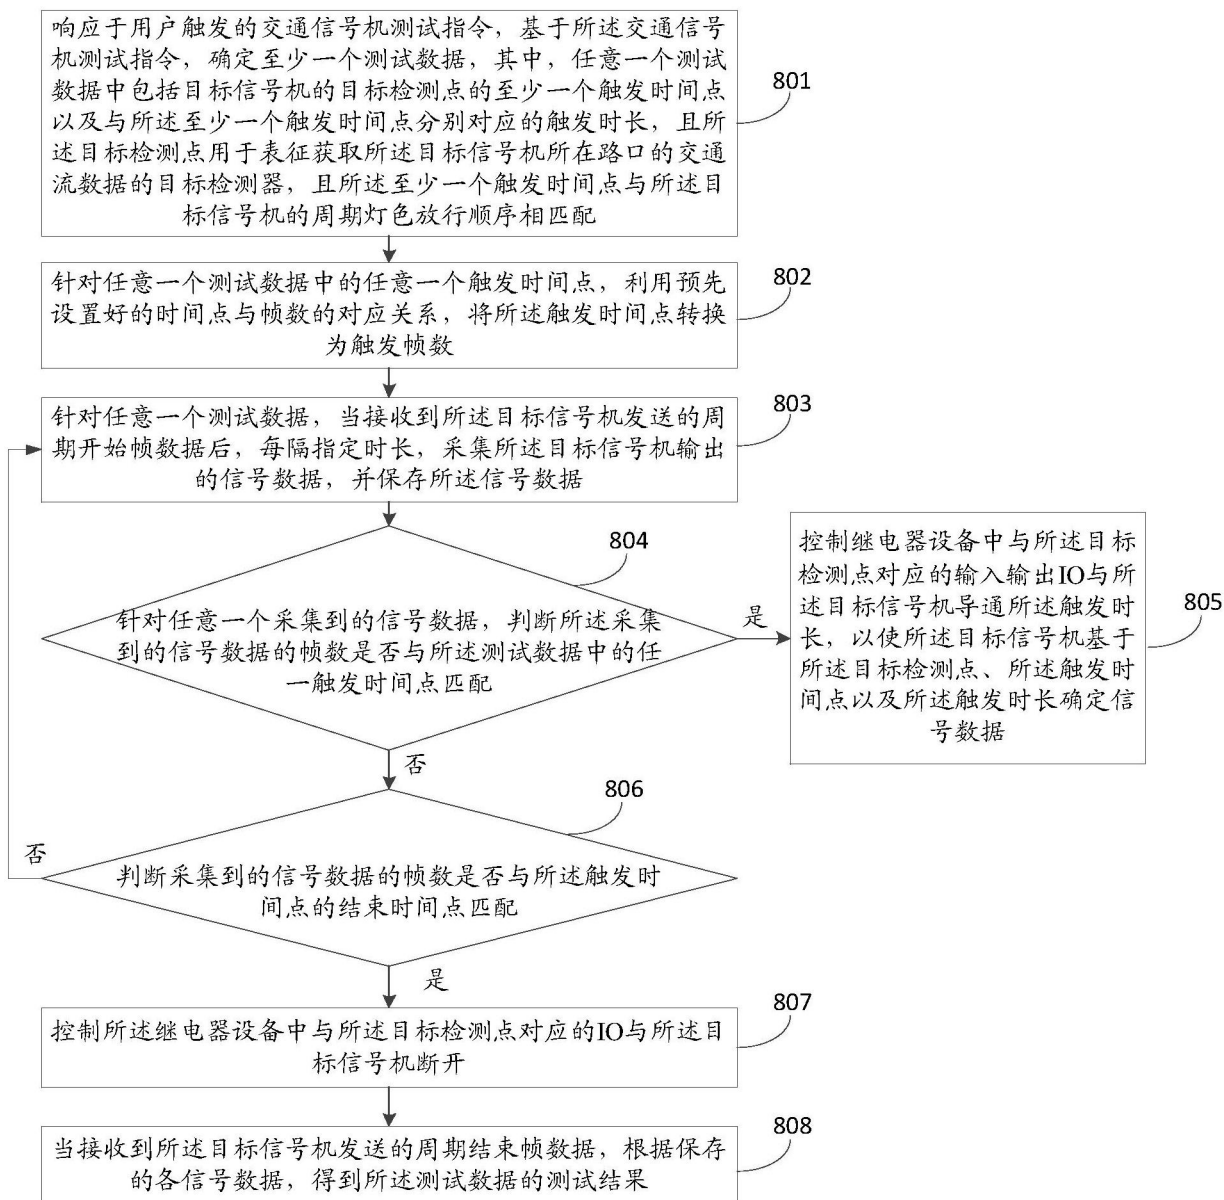 响应于用户触发的交通信号机测试指令，基于所述交通信号
机测试指令，确定至少一个测试数据，其中，任意一个测试
数据中包括目标信号机的目标检测点的至少一个触发时间点
以及与所述至少一个触发时间点分别对应的触发时长，且所
述目标检测点用于表征获取所述目标信号机所在路口的交通
流数据的目标检测器，且所述至少一个触发时间点与所述目
标信号机的周期灯色放行顺序相匹配
801
针对任意一个测试数据中的任意一个触发时间点，利用预先
设置好的时间点与帧数的对应关系，将所述触发时间点转换
为触发帧数
802
针对任意一个测试数据，当接收到所述目标信号机发送的周
期开始帧数据后，每隔指定时长，采集所述目标信号机输出
的信号数据，并保存所述信号数据
803
针对任意一个采集到的信号数据，判断所述采集
到的信号数据的帧数是否与所述测试数据中的任
一触发时间点匹配
804
是
控制继电器设备中与所述目标
检测点对应的输入输出IO与所
述目标信号机导通所述触发时
长，以使所述目标信号机基于
所述目标检测点、所述触发时
间点以及所述触发时长确定信
号数据
805
否
判断采集到的信号数据的帧数是否与所述触发时
间点的结束时间点匹配
806
否
是
控制所述继电器设备中与所述目标检测点对应的IO与所述目
标信号机断开
807
当接收到所述目标信号机发送的周期结束帧数据，根据保存
的各信号数据，得到所述测试数据的测试结果
808